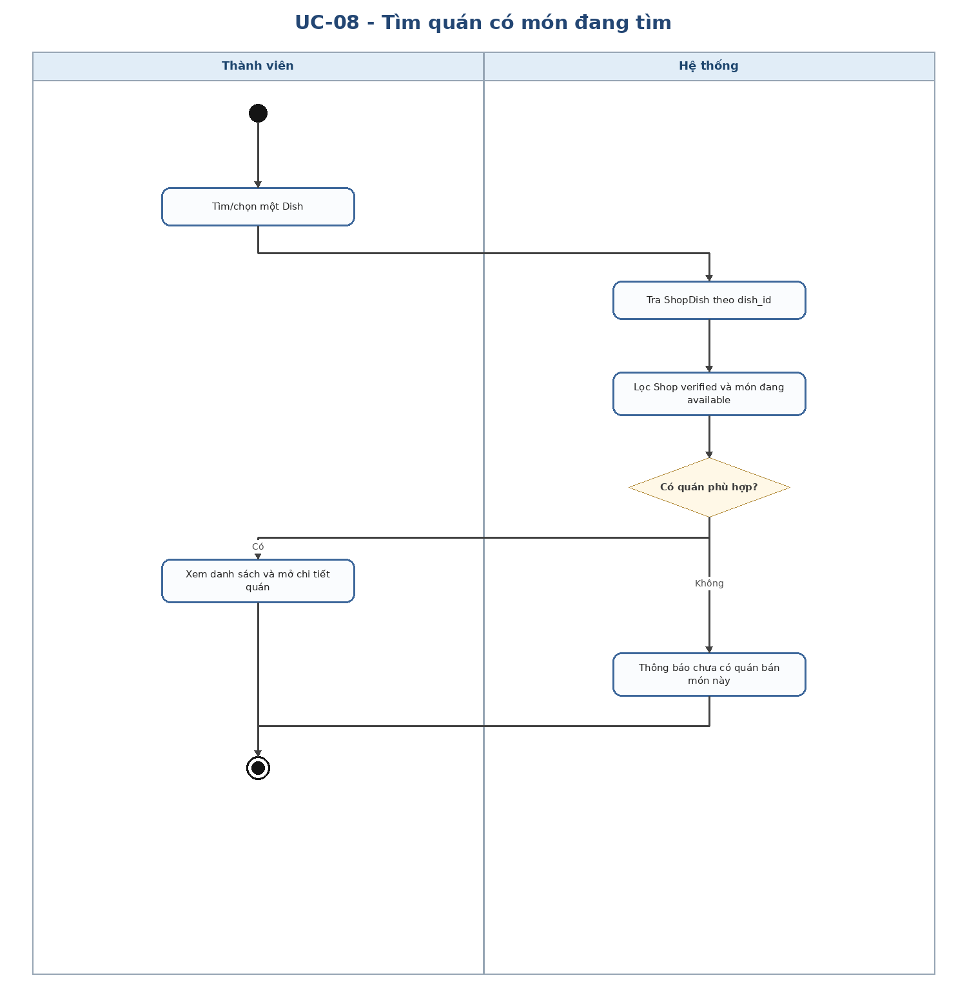 UC-08 - Tìm quán có món đang tìm
Thành viên
Hệ thống
Tìm/chọn một Dish
Tra ShopDish theo dish_id
Lọc Shop verified và món đang
available
Có quán phù hợp?
Có
Xem danh sách và mở chi tiết
quán
Không
Thông báo chưa có quán bán
món này